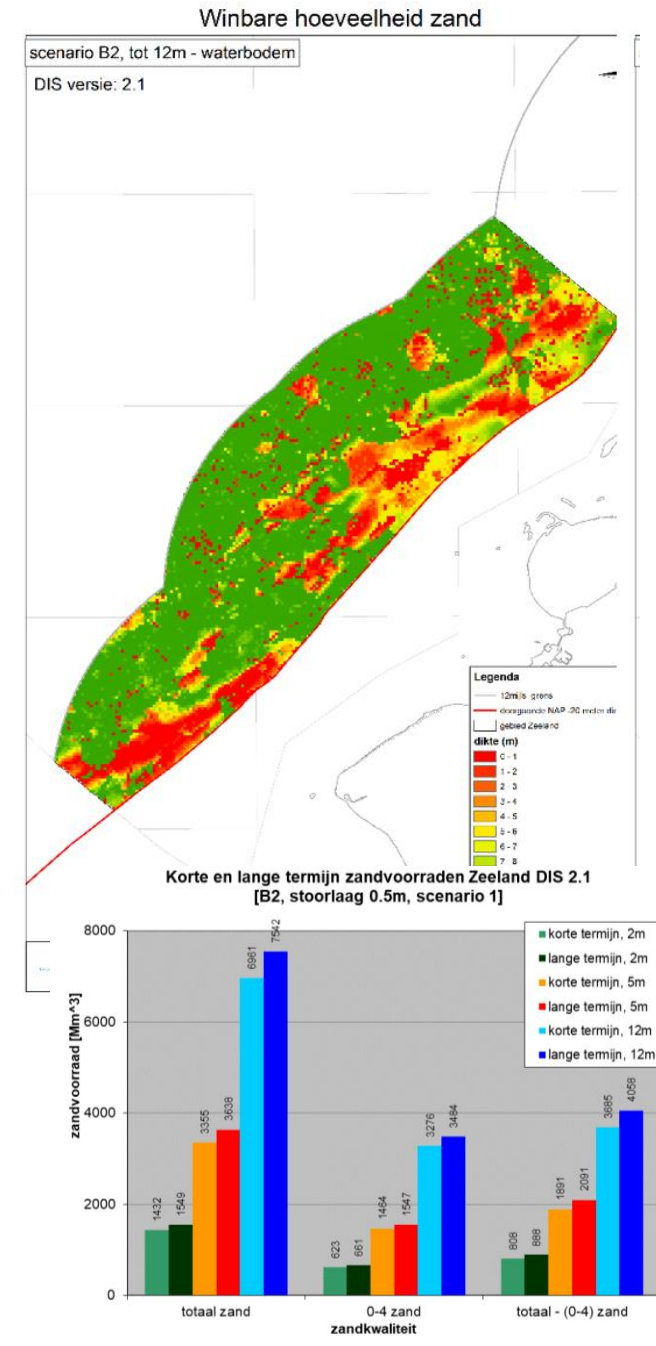 Winbare hoeveelheid zand
scenario B2, tot 12m - waterbodem
DIS versie: 2.1
Legenda
12mijls grens
doorgaande NAP -20 meter die
gebied Zeeland
dikte (m)
0 - 1
1 - 2
2 - 3
3 - 4
4 - 5
5 - 6
6 - 7
7 - 8
Korte en lange termijn zandvoorraden Zeeland DIS 2.1
[B2, stoorlaag 0.5m, scenario 1]
zandvoorraad [Mm^3]
8000
6000
4000
2000
0
korte termijn, 2m
lange termijn, 2m
korte termijn, 5m
lange termijn, 5m
korte termijn, 12m
lange termijn, 12m
1432
1549
3355
3638
6961
7542
623
661
1464
1547
3276
3484
808
888
1891
2091
3685
4058
totaal zand
0-4 zand
totaal - (0-4) zand
zandkwaliteit